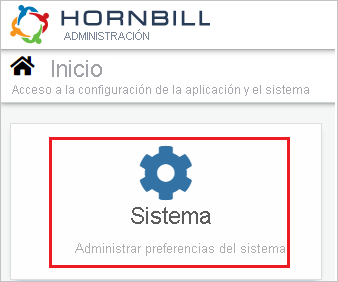 HORNBILL
ADMINISTRACIÓN
Inicio
Acceso a la configuración de la aplicación y el sistema
Sistema
Administrar preferencias del sistema